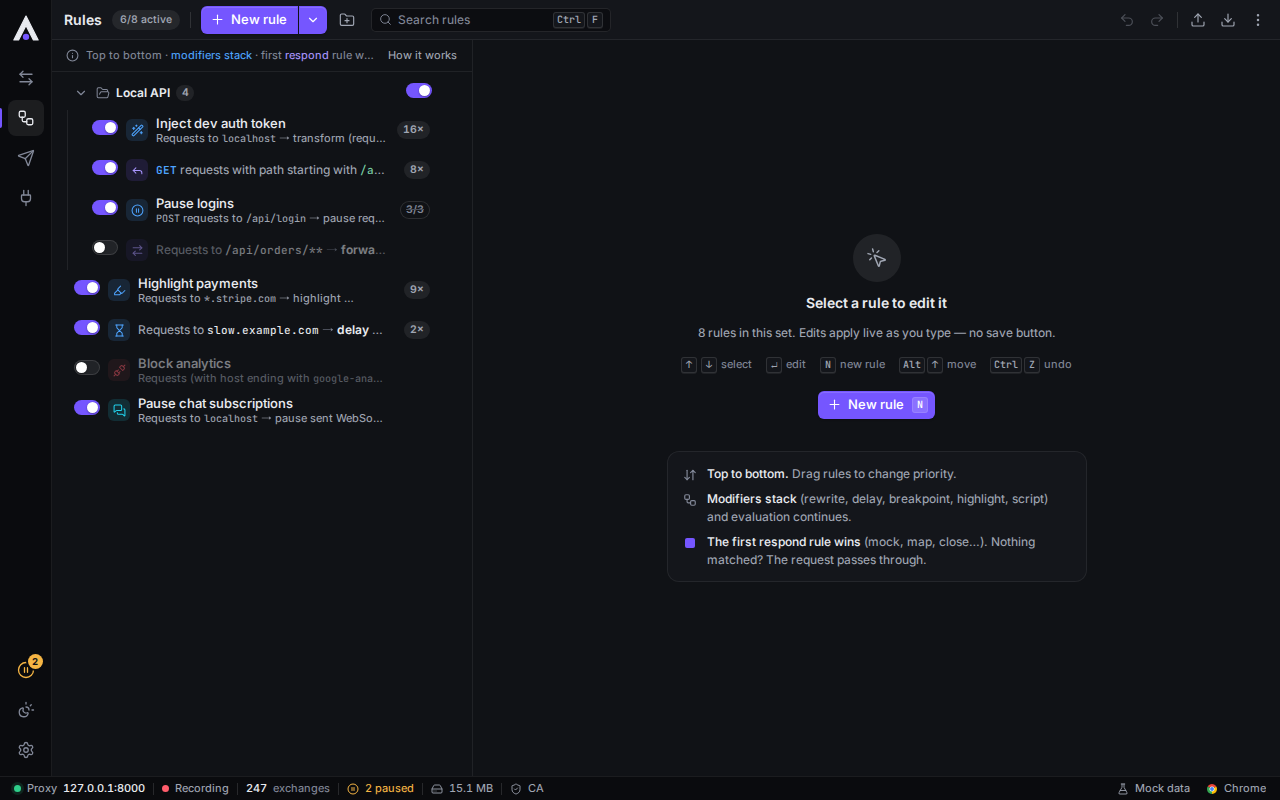 Rules 6/8 active New rule Search rules Ctrl F
Top to bottom · modifiers stack · first respond rule w... How it works
Local API 4
Inject dev auth token
Requests to localhost → transform (requ... 16×
GET requests with path starting with /a... 8×
Pause logins
POST requests to /api/login → pause req... 3/3
Requests to /api/orders/** → forwa...
Highlight payments
Requests to *.stripe.com → highlight ... 9×
Requests to slow.example.com → delay ... 2×
Block analytics
Requests (with host ending with google-ana...
Pause chat subscriptions
Requests to localhost → pause sent WebSo...
Select a rule to edit it
8 rules in this set. Edits apply live as you type — no save button.
↑ ↓ select ↵ edit N new rule Alt ↑ move Ctrl Z undo
New rule N
Top to bottom. Drag rules to change priority.
Modifiers stack (rewrite, delay, breakpoint, highlight, script)
and evaluation continues.
The first respond rule wins (mock, map, close...). Nothing
matched? The request passes through.
2
Proxy 127.0.0.1:8000 Recording 247 exchanges 2 paused 15.1 MB CA Mock data Chrome